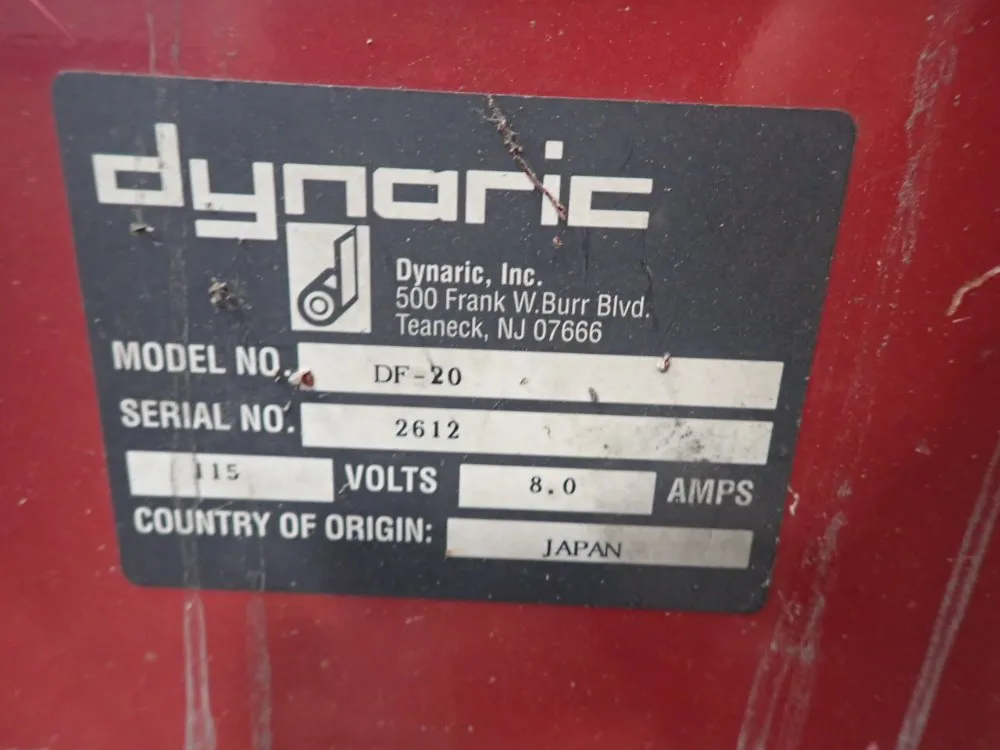 dynaric
Dynaric, Inc.
500 Frank W.Burr Blvd.
Teaneck, NJ 07666
MODEL NO. DF-20
SERIAL NO. 2612
115 VOLTS 8.0 AMPS
COUNTRY OF ORIGIN: JAPAN